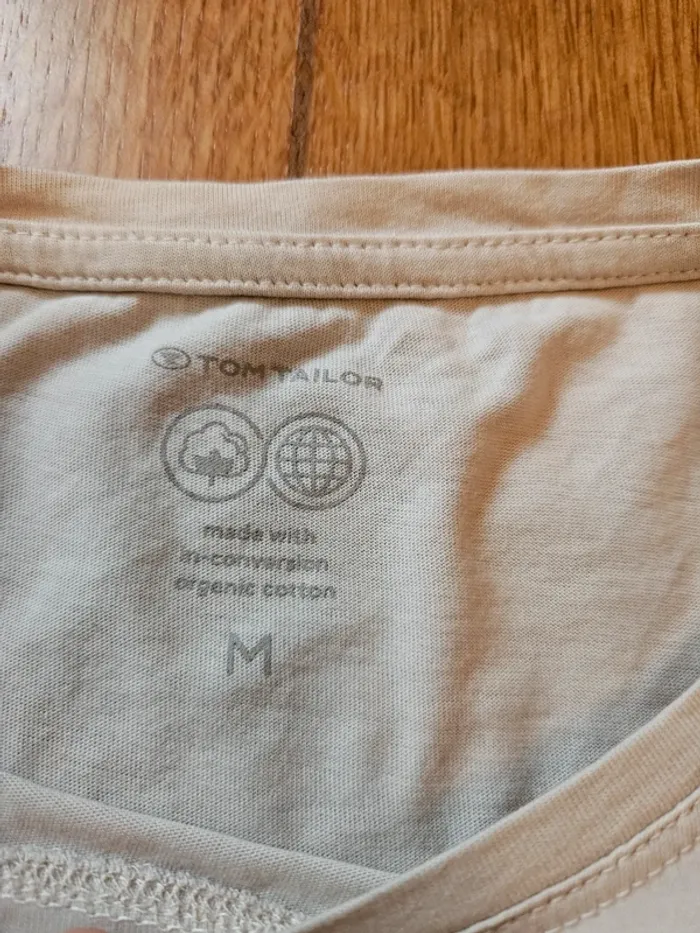 TOM TAILOR
made with
in-conversion
organic cotton
M